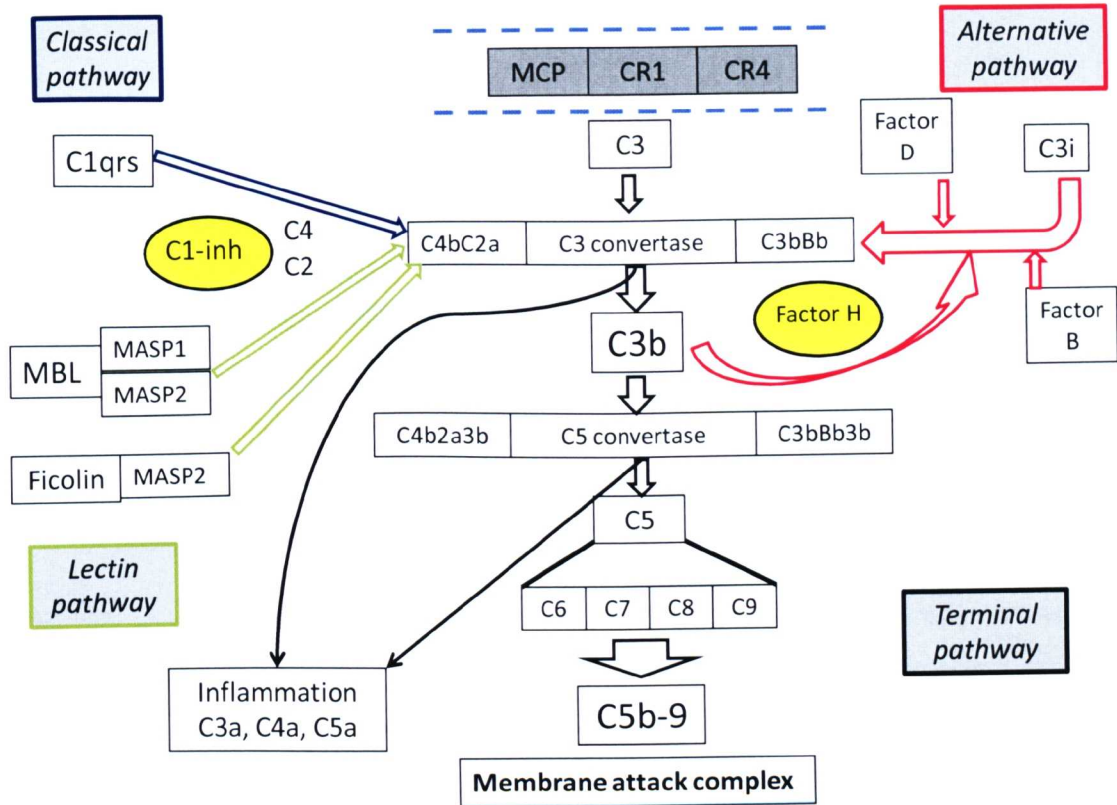 Classical
pathway
MCP CR1 CR4
Alternative
pathway
C3
Factor
D
C3i
C1qrs
C1-inh
C4
C2
C4bC2a C3 convertase C3bBb
Factor H
Factor
B
C3b
MBL
MASP1
MASP2
C4b2a3b C5 convertase C3bBb3b
Ficolin MASP2
C5
Lectin
pathway
C6 C7 C8 C9
Terminal
pathway
Inflammation
C3a, C4a, C5a
C5b-9
Membrane attack complex